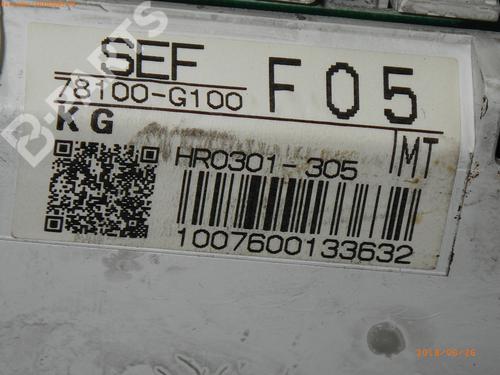 SEF
78100-G100
F05
KG
MT
HR0301-305
1007600133632
B-PARTS
2018/06/26